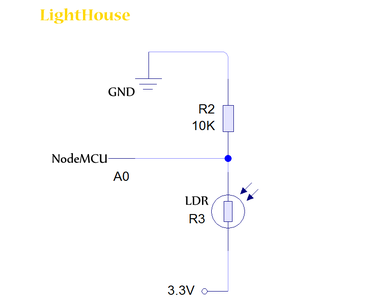 LightHouse
GND
R2
10K
NodeMCU
A0
LDR
R3
3.3V